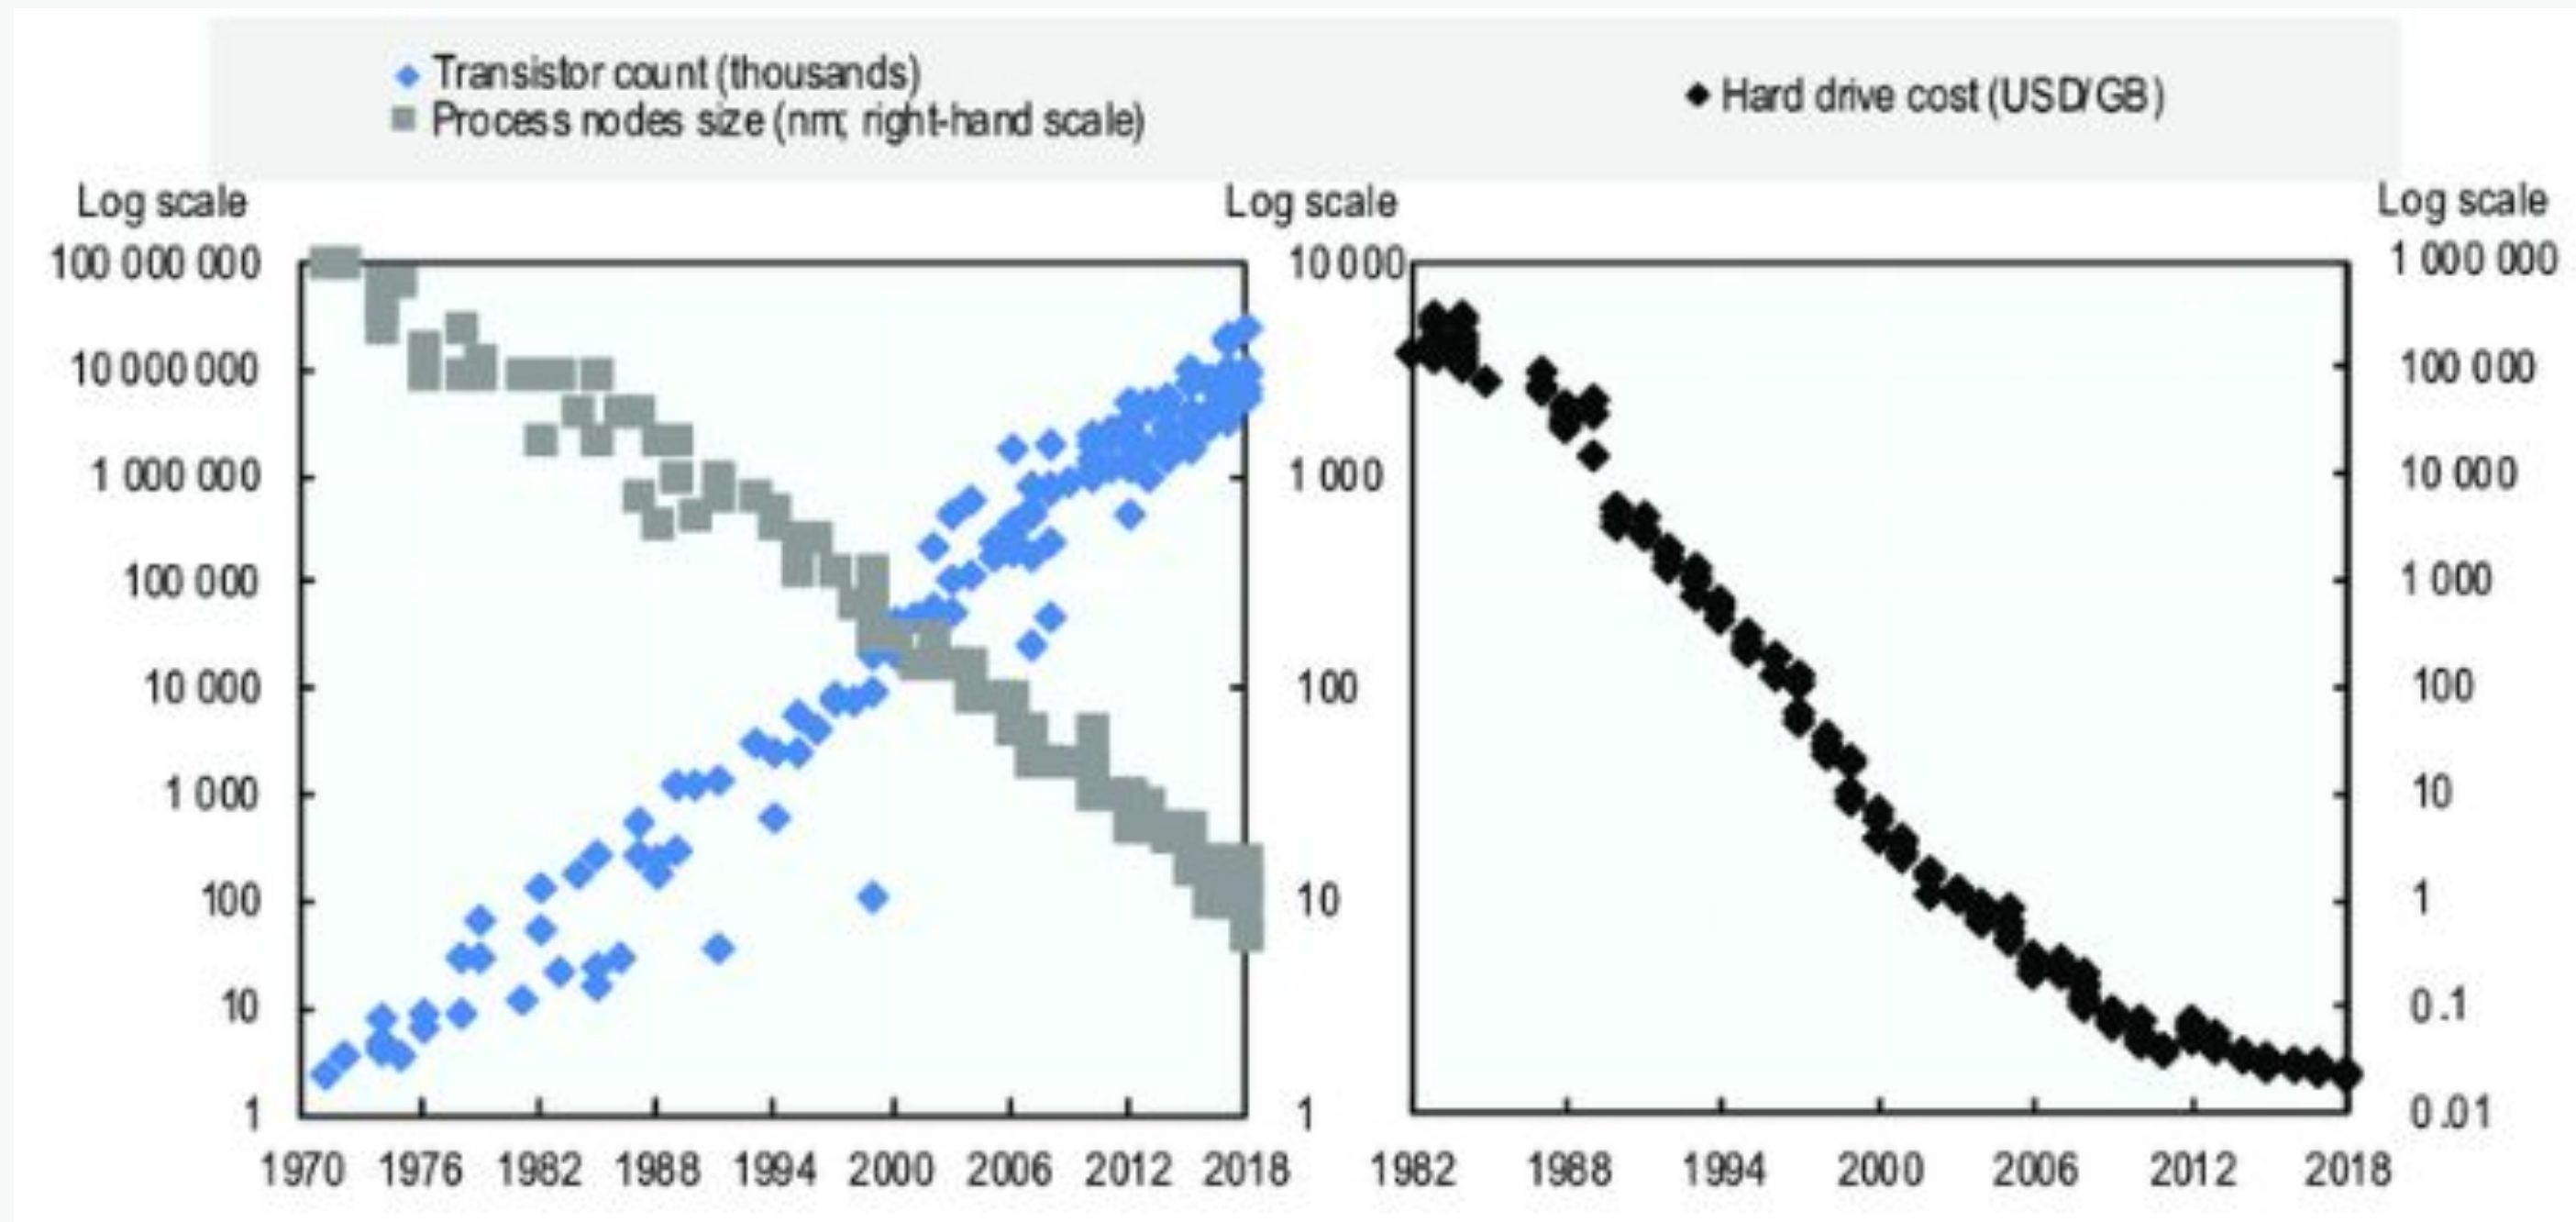 Transistor count (thousands)
Process nodes size (nm; right-hand scale)
Hard drive cost (USD/GB)
Log scale
Log scale
Log scale
100 000 000
10 000 000
1 000 000
100 000
10 000
1 000
100
10
1
10 000
1 000
100
10
1
1 000 000
100 000
10 000
1 000
100
10
1
0.1
0.01
1970 1976 1982 1988 1994 2000 2006 2012 2018
1982 1988 1994 2000 2006 2012 2018